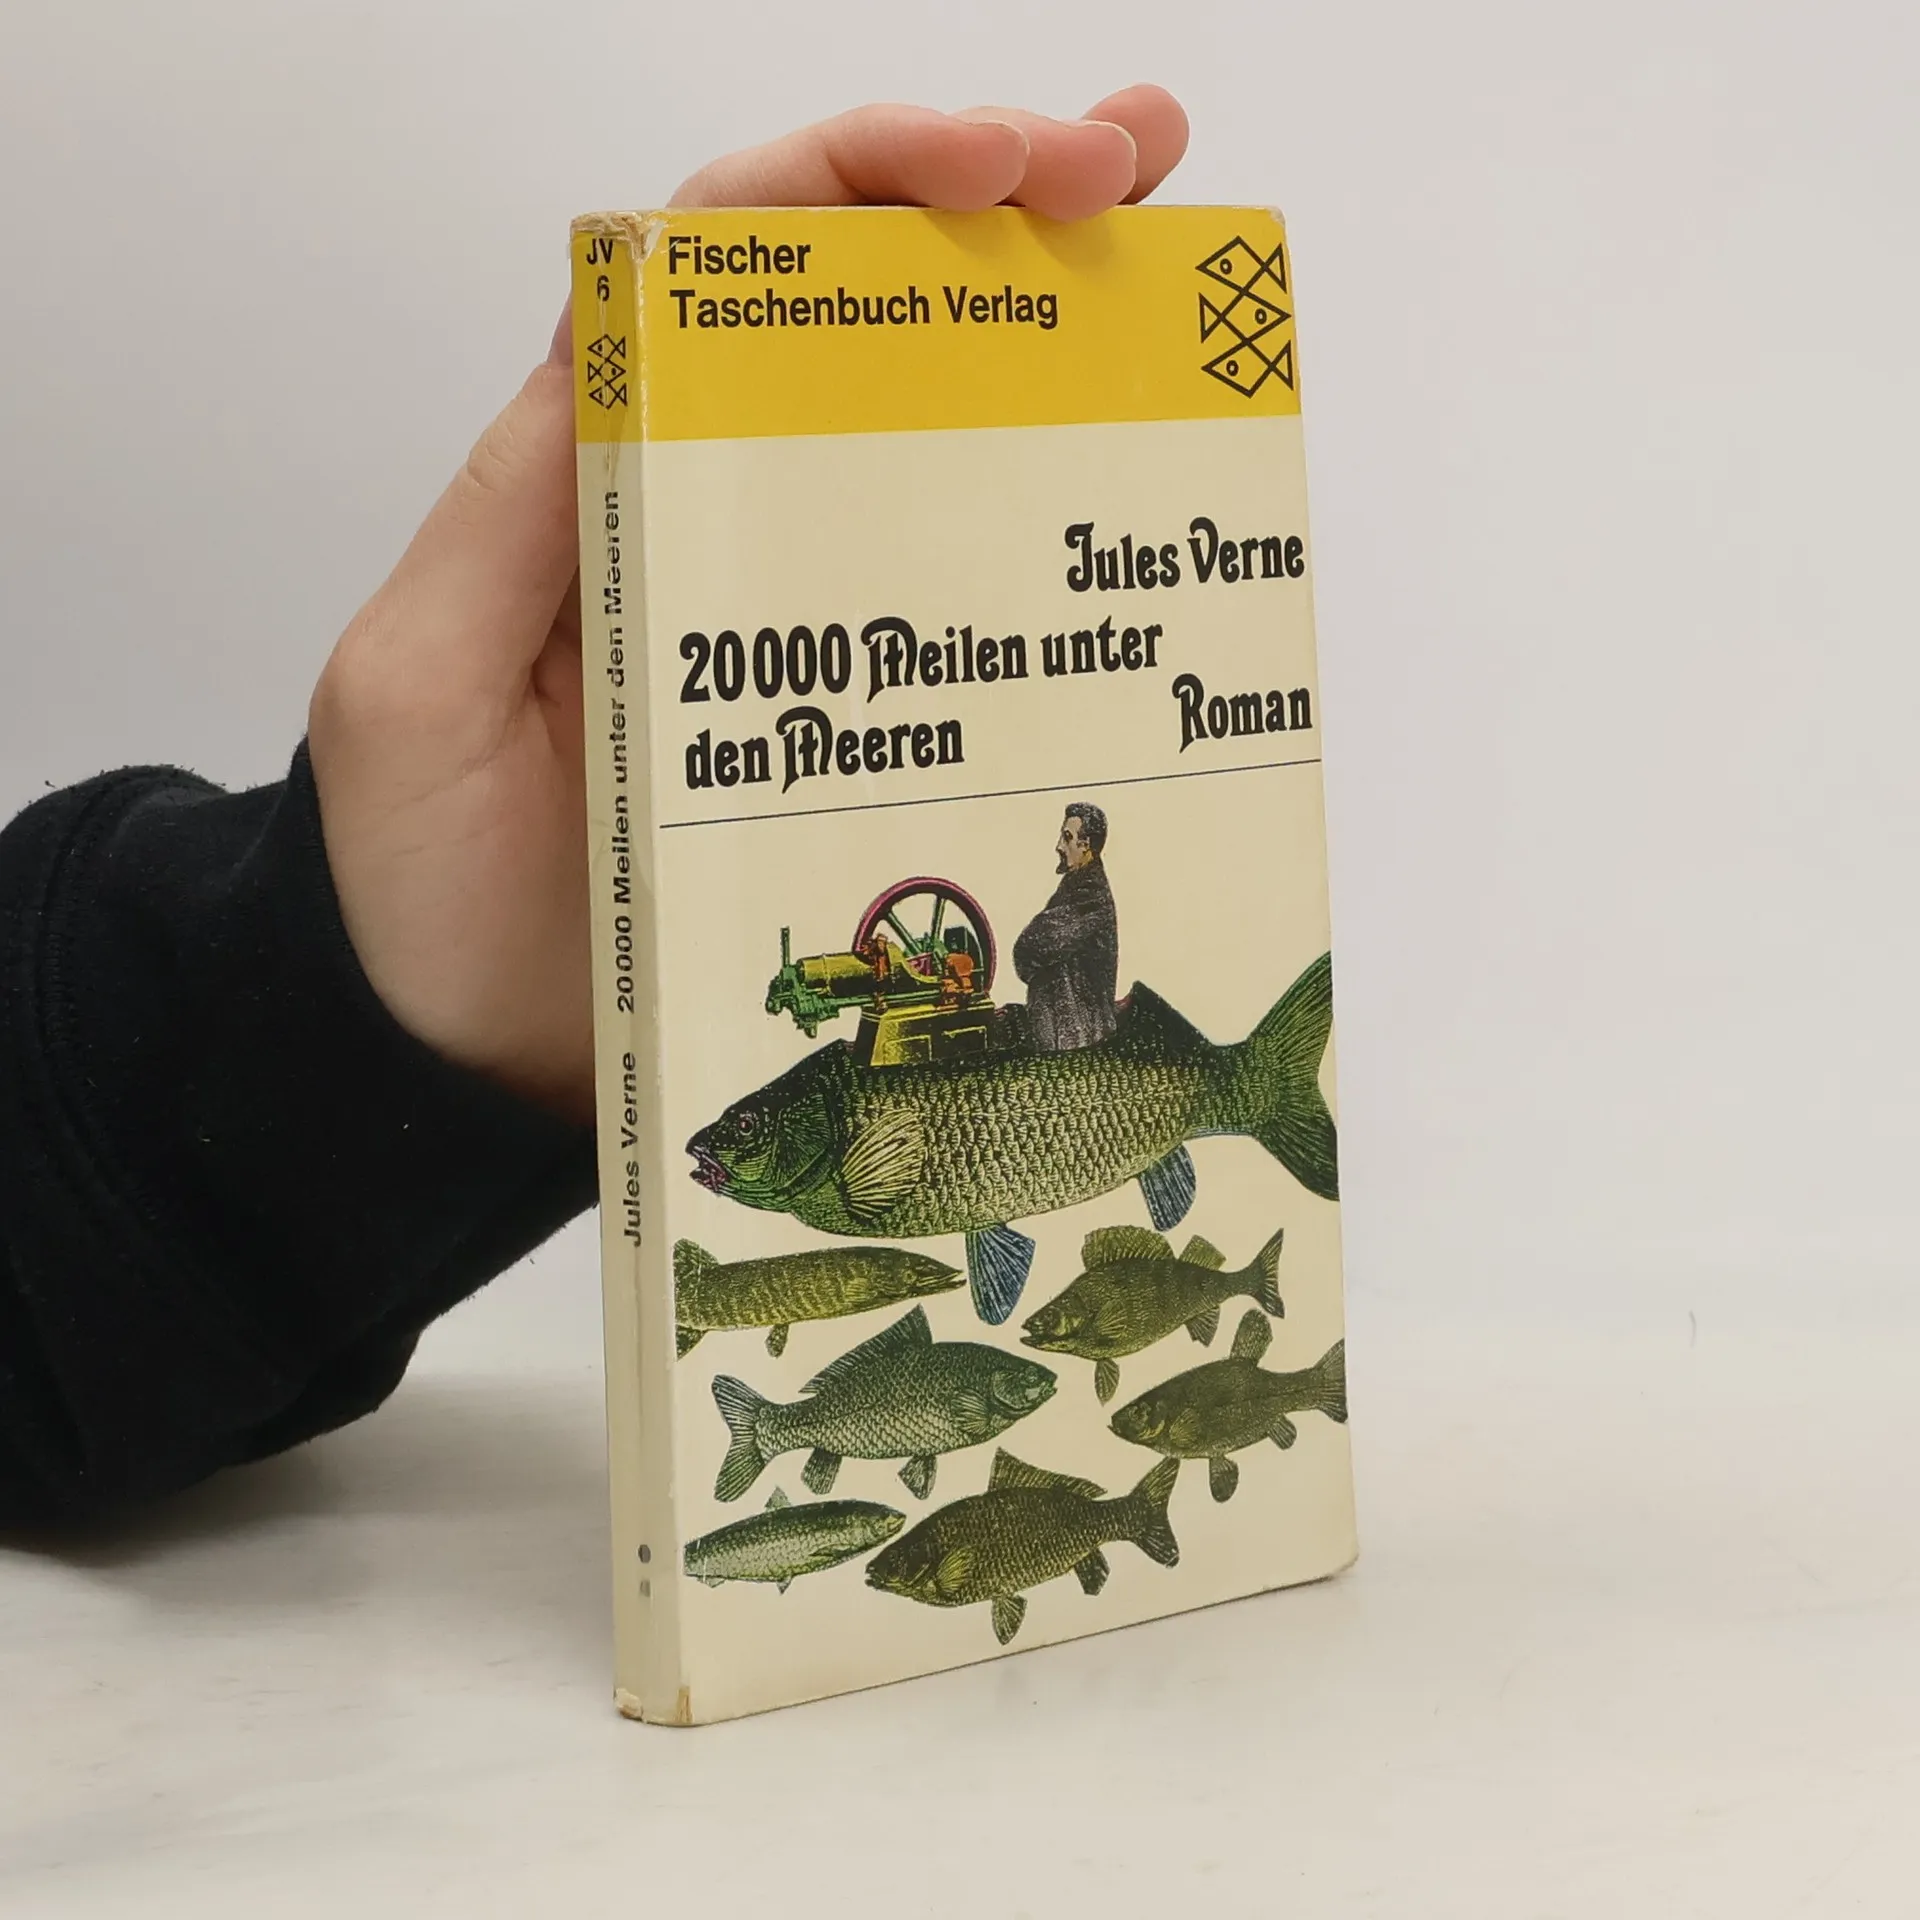 JV
6
Jules Verne 20000 Meilen unter den Meeren
Fischer
Taschenbuch Verlag
Jules Verne
20000 Meilen unter
den Meeren
Roman